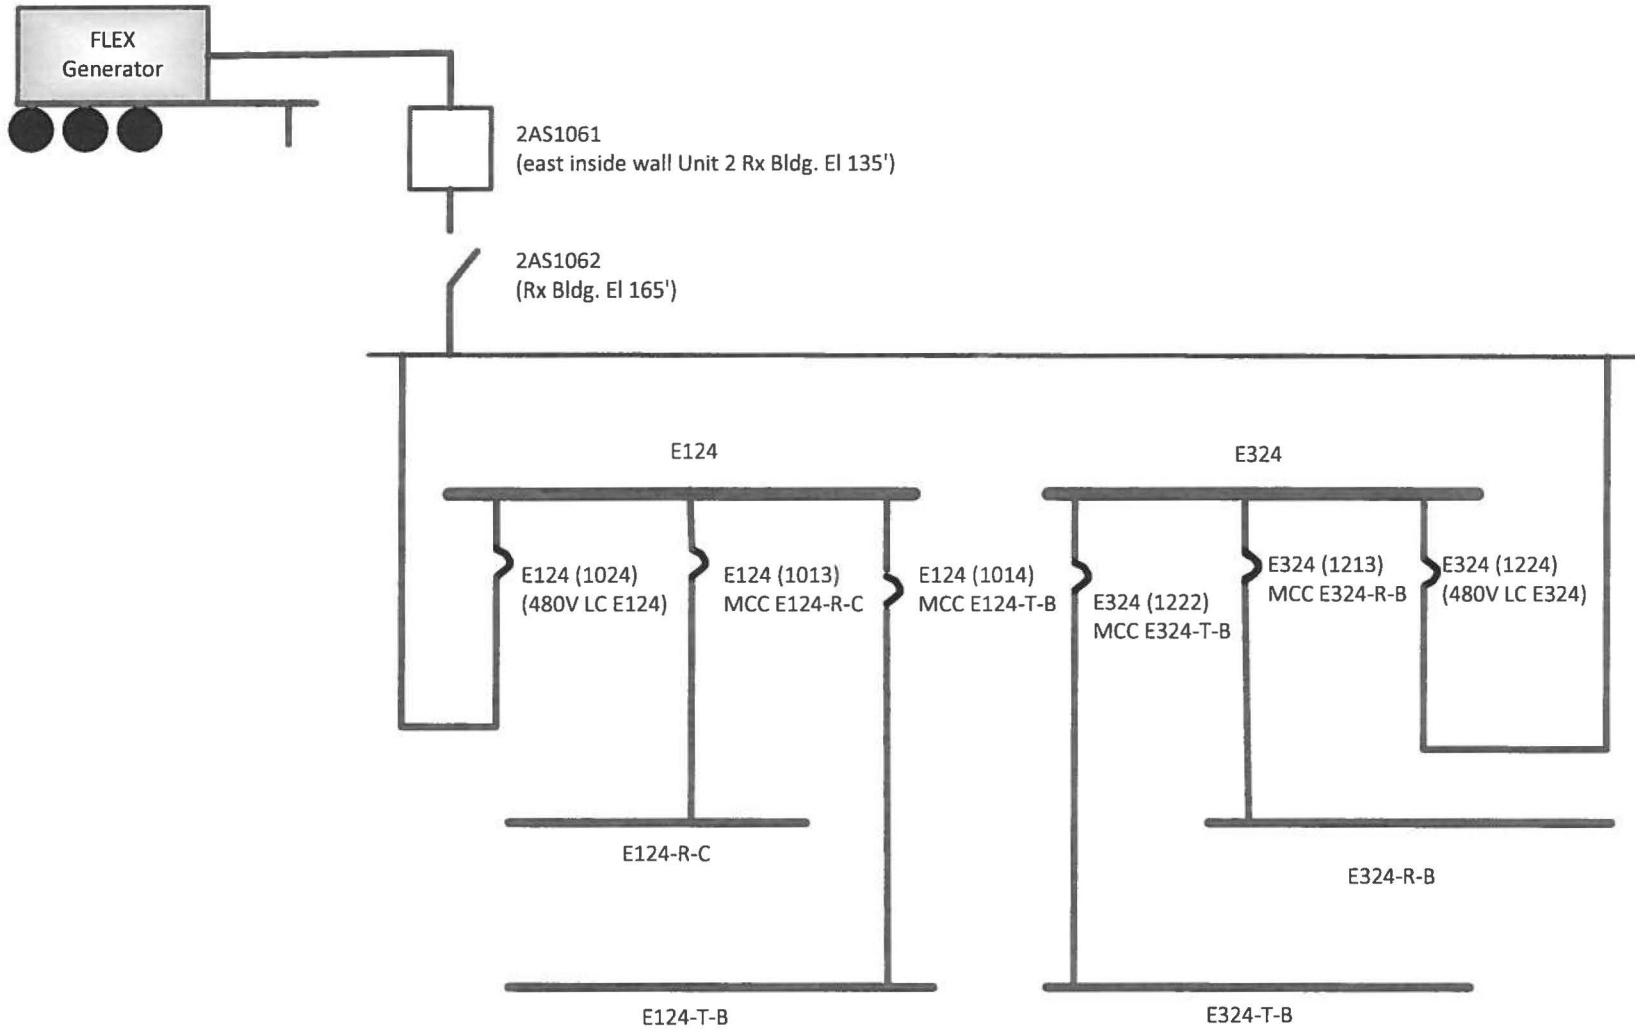 FLEX
Generator
2AS1061
(east inside wall Unit 2 Rx Bldg. El 135')
2AS1062
(Rx Bldg. El 165')
E124
E324
E124 (1024)
(480V LC E124)
E124 (1013)
MCC E124-R-C
E124 (1014)
MCC E124-T-B
E324 (1222)
MCC E324-T-B
E324 (1213)
MCC E324-R-B
E324 (1224)
(480V LC E324)
E124-R-C
E324-R-B
E124-T-B
E324-T-B